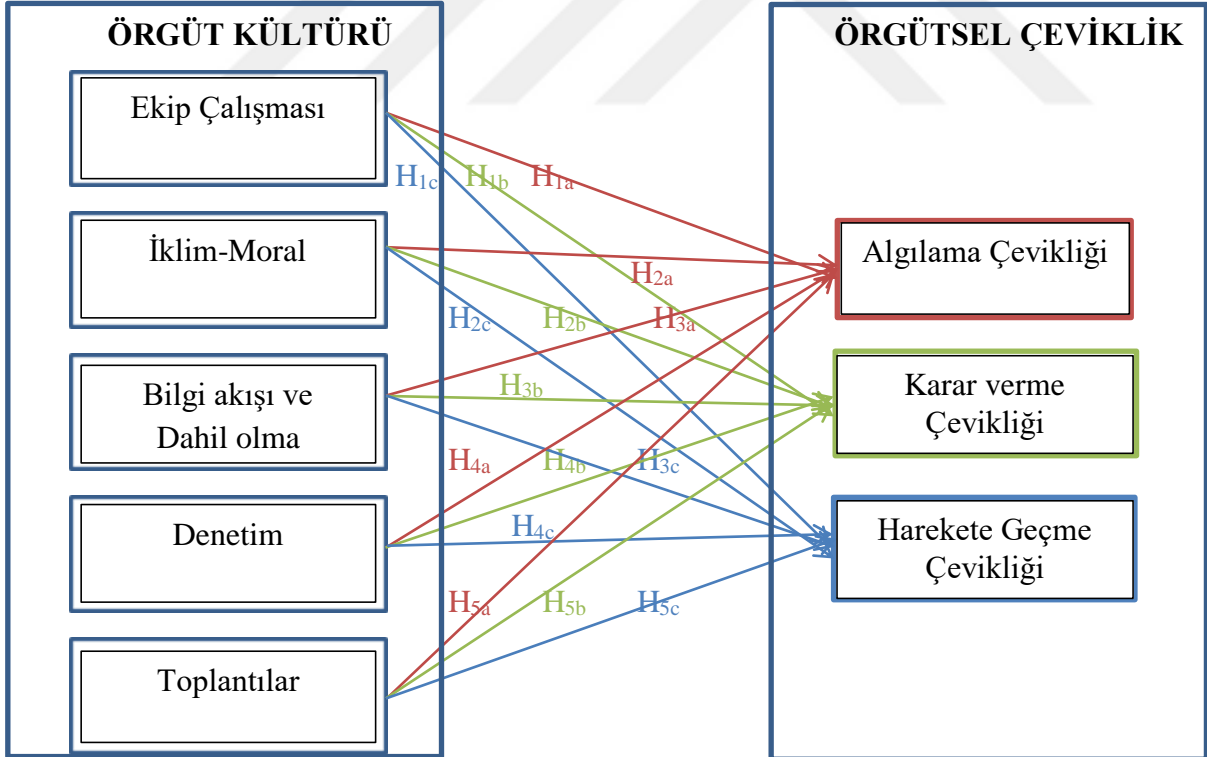 ÖRGÜT KÜLTÜRÜ
Ekip Çalışması
İklim-Moral
Bilgi akışı ve
Dahil olma
Denetim
Toplantılar
H1c
H1b
H1a
H2a
H2c
H2b
H3a
H3b
H4a
H4b
H3c
H4c
H5a
H5b
H5c
ÖRGÜTSEL ÇEVİKLİK
Algılama Çevikliği
Karar verme
Çevikliği
Harekete Geçme
Çevikliği